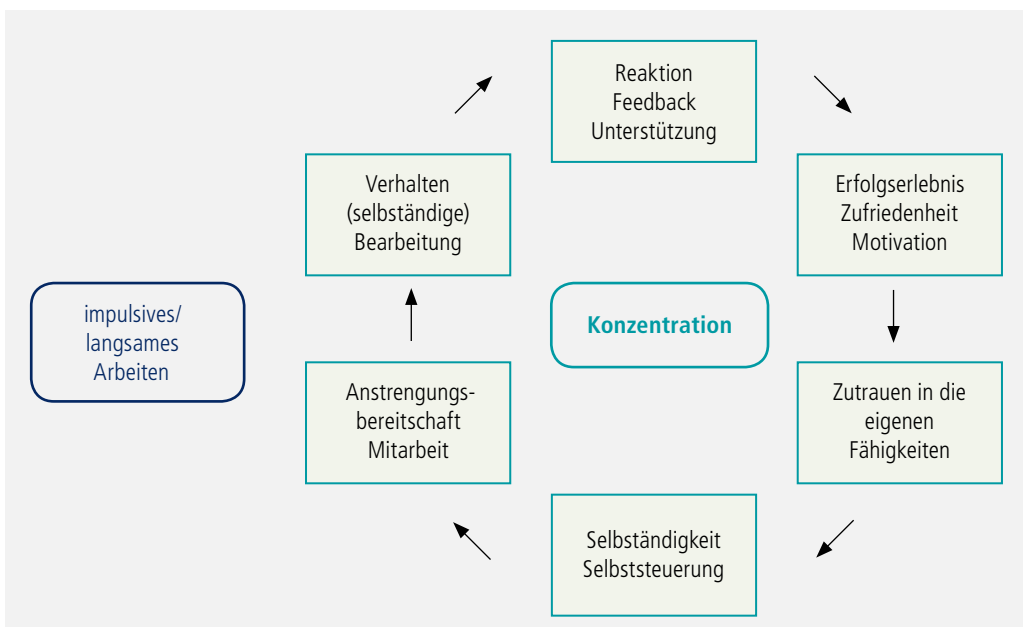 Reaktion
Feedback
Unterstützung
Erfolgserlebnis
Zufriedenheit
Motivation
Zutrauen in die
eigenen
Fähigkeiten
Selbständigkeit
Selbststeuerung
Anstrengungs-
bereitschaft
Mitarbeit
Verhalten
(selbständige)
Bearbeitung
Konzentration
impulsives/
langsames
Arbeiten